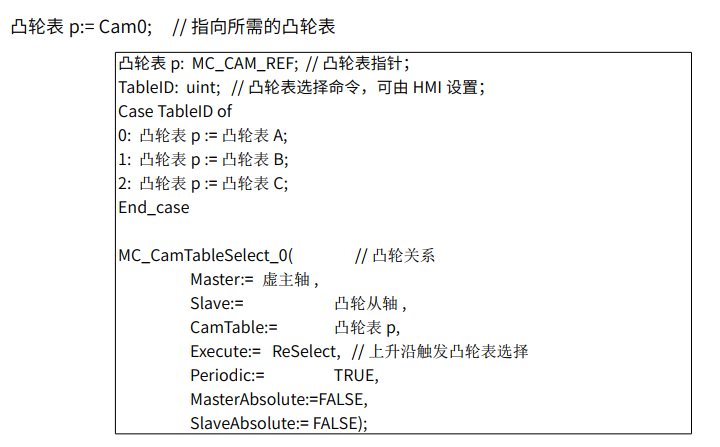 凸轮表 p:= Cam0; // 指向所需的凸轮表
凸轮表 p: MC_CAM_REF; // 凸轮表指针；
TableID: uint; // 凸轮表选择命令，可由 HMI 设置；
Case TableID of
0: 凸轮表 p := 凸轮表 A;
1: 凸轮表 p := 凸轮表 B;
2: 凸轮表 p := 凸轮表 C;
End_case
MC_CamTableSelect_0( // 凸轮关系
Master:= 虚主轴 ,
Slave:= 凸轮从轴 ,
CamTable:= 凸轮表 p,
Execute:= ReSelect, // 上升沿触发凸轮表选择
Periodic:= TRUE,
MasterAbsolute:=FALSE,
SlaveAbsolute:= FALSE);